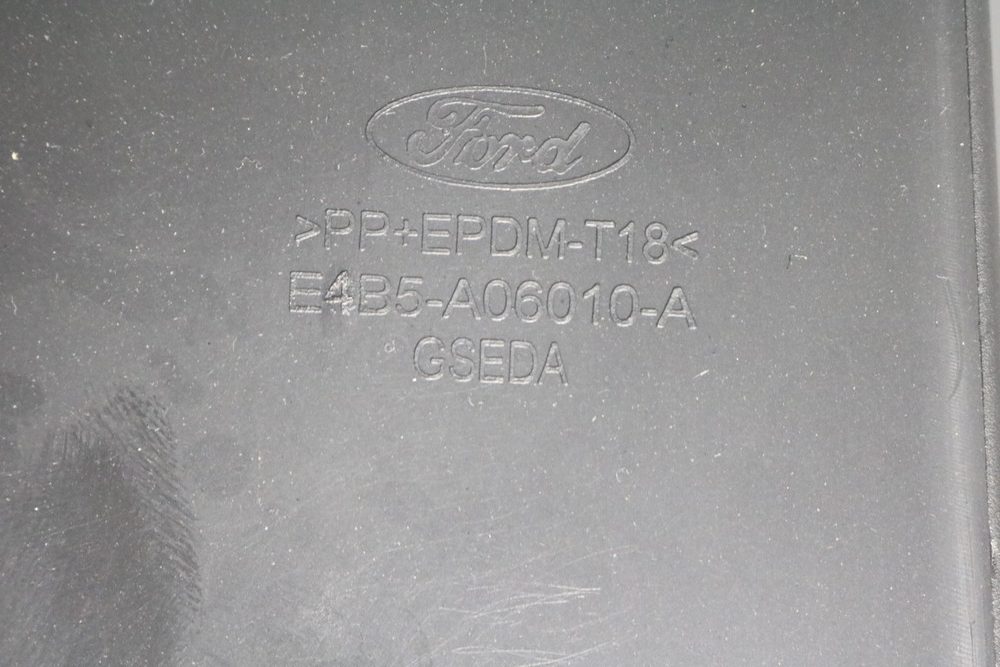 Ford
>PP+EPDM-T18<
E4B5-A06010-A
GSEDA